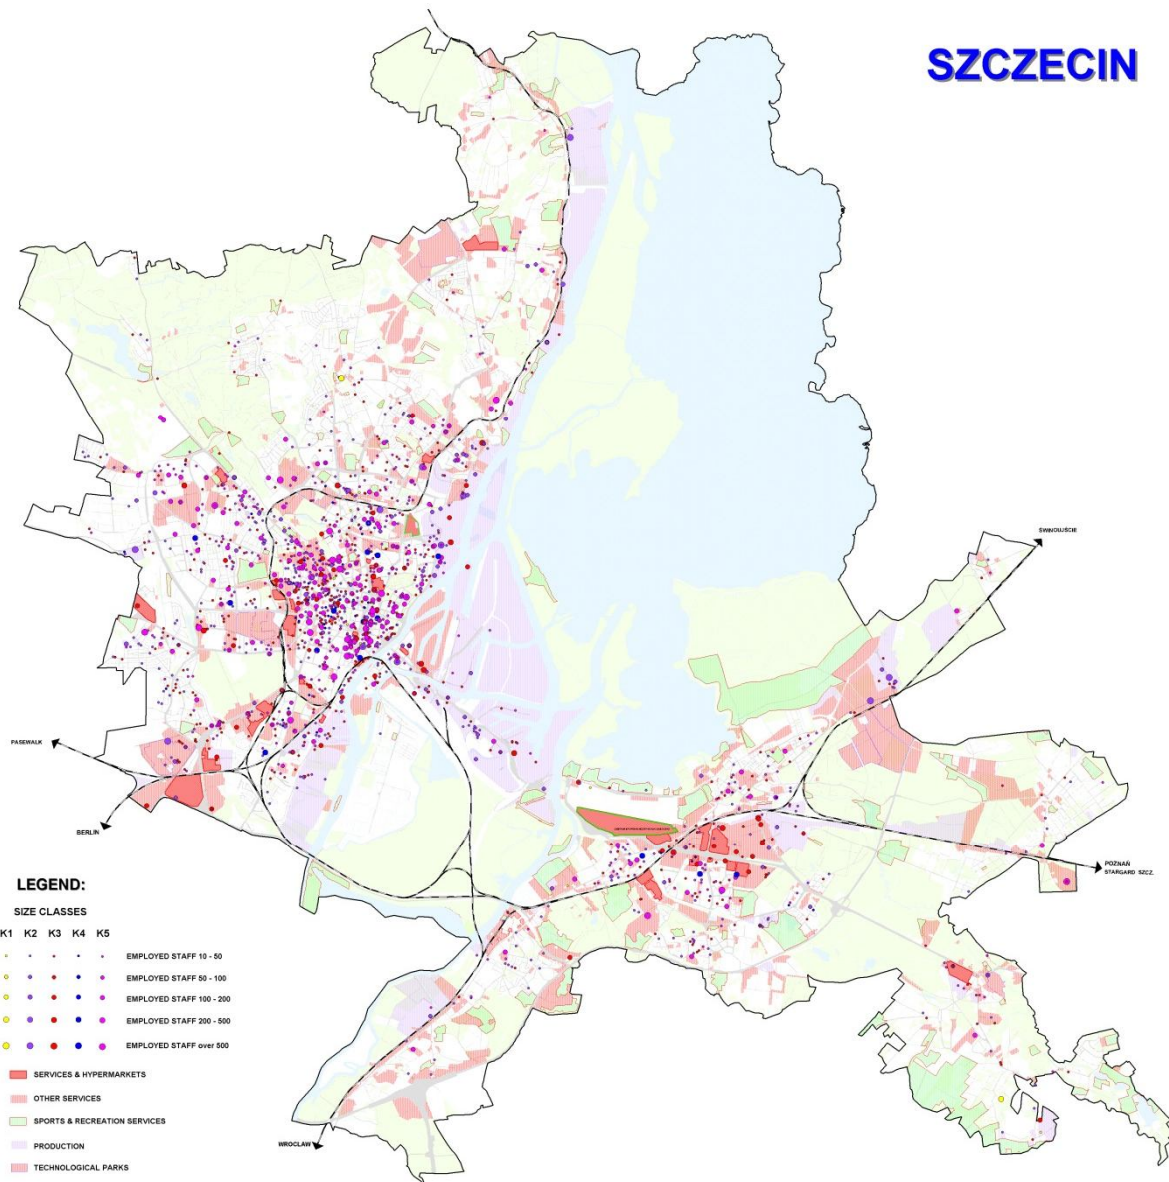 SZCZECIN
ŚWINOUJŚCIE
PASEWALK
BERLIN
POZNAŃ
STARGARD SZCZ.
WROCLAW
LEGEND:
SIZE CLASSES
K1 K2 K3 K4 K5
EMPLOYED STAFF 10 - 50
EMPLOYED STAFF 50 - 100
EMPLOYED STAFF 100 - 200
EMPLOYED STAFF 200 - 500
EMPLOYED STAFF over 500
SERVICES & HYPERMARKETS
OTHER SERVICES
SPORTS & RECREATION SERVICES
PRODUCTION
TECHNOLOGICAL PARKS